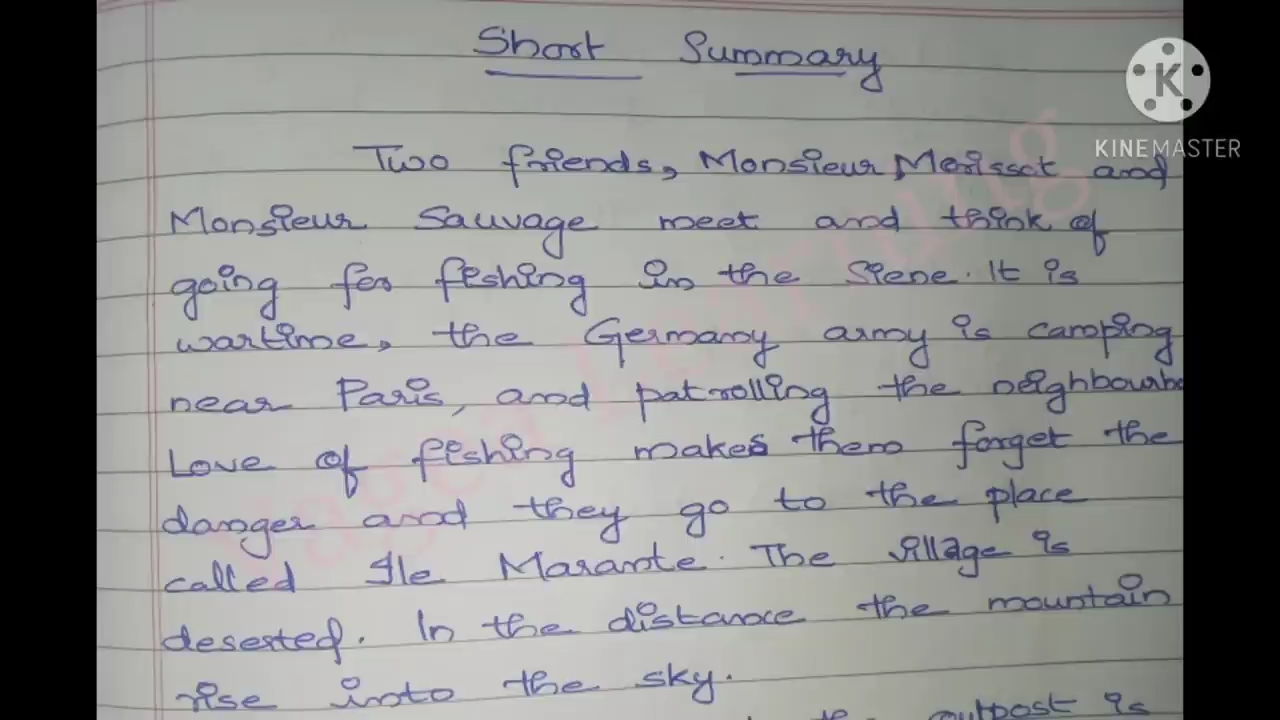 Short Summary
KINEMASTER
Two friends, Monsieur Morissot and
Monsieur Sauvage meet and think of
going for fishing in the Siene. It is
wartime, the Germany army is camping
near Paris, and patrolling the neighbourho
Love of fishing makes them forget the
danger and they go to the place
called Ile Marante. The village is
deserted. In the distance the mountain
rise into the sky.
outpost is